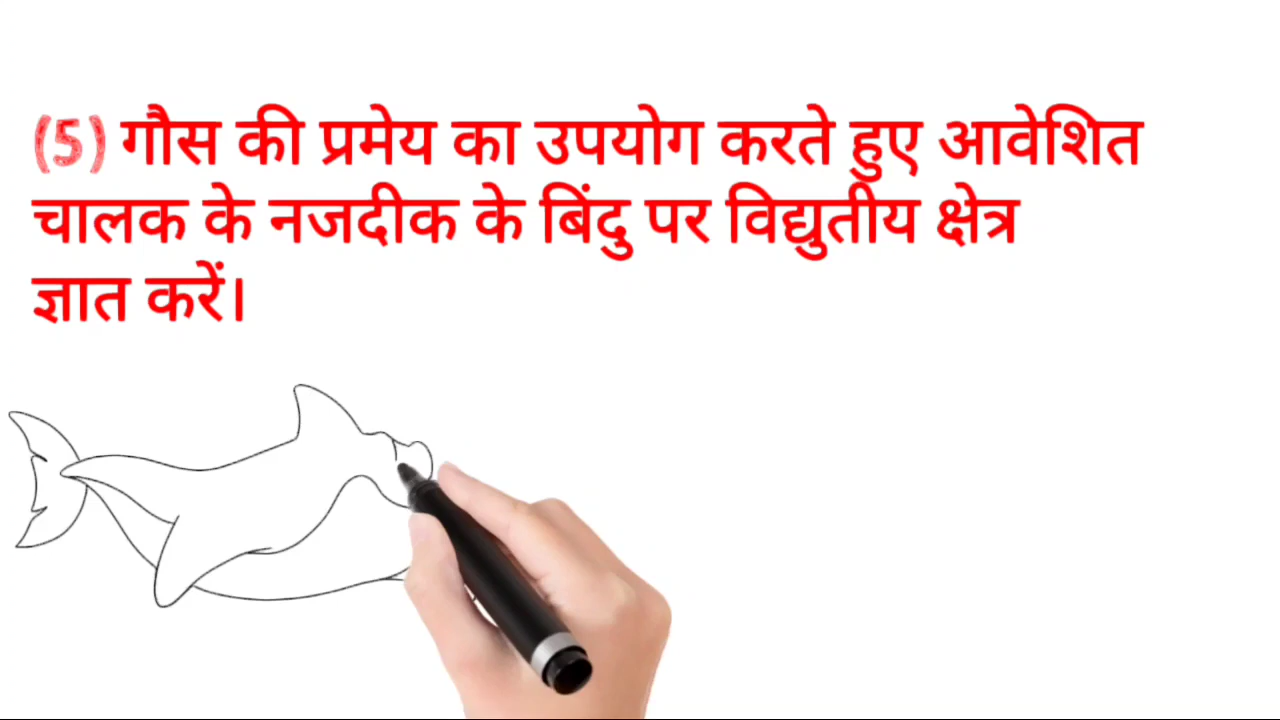 (5) गौस की प्रमेय का उपयोग करते हुए आवेशित
चालक के नजदीक के बिंदु पर विद्युतीय क्षेत्र
ज्ञात करें।